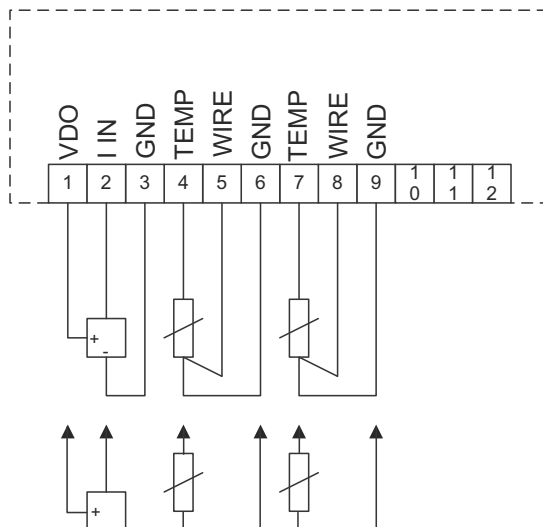 VDO
I IN
GND
TEMP
WIRE
GND
TEMP
WIRE
GND
1 2 3 4 5 6 7 8 9 10 11 12
+
-
+